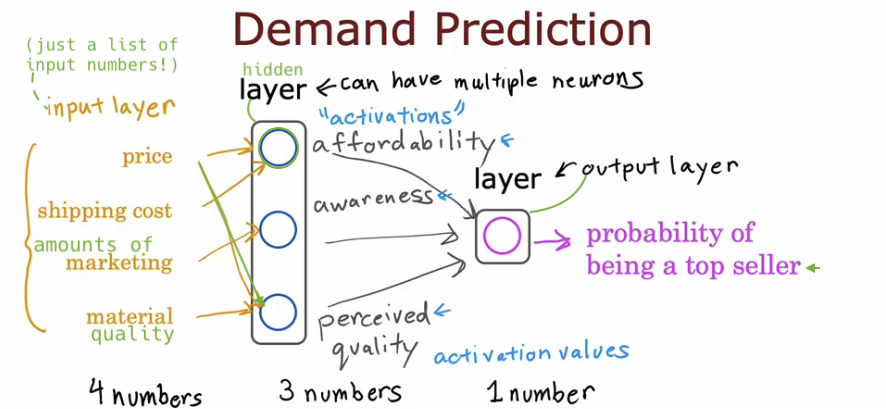 Demand Prediction
(just a list of
input numbers!)
input layer
price
shipping cost
amounts of
marketing
material
quality
4 numbers
hidden
layer ←can have multiple neurons
"activations"
affordability
awareness
perceived
quality
activation values
3 numbers
layer
output layer
probability of
being a top seller
1 number